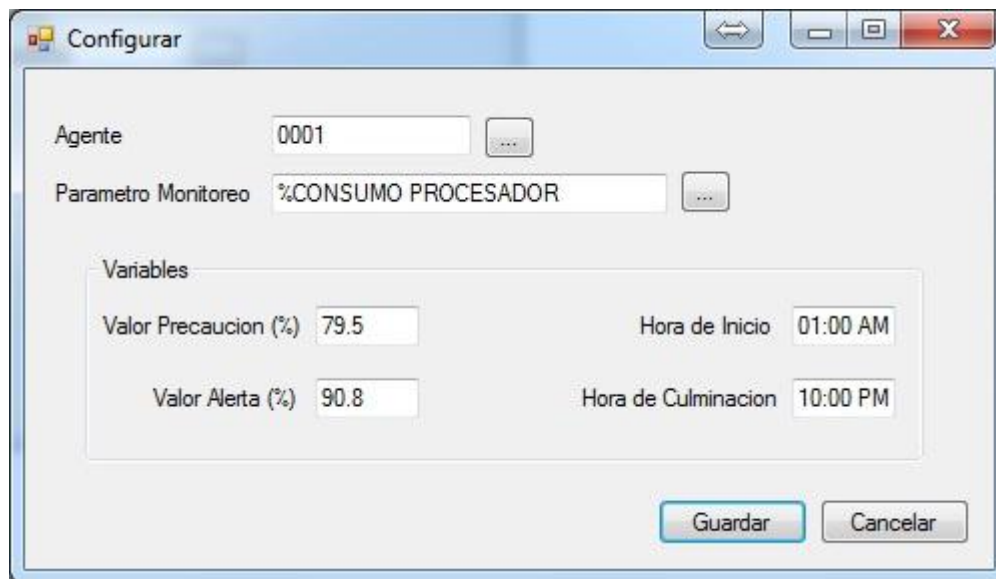 Configurar
Agente 0001 ...
Parametro Monitoreo %CONSUMO PROCESADOR ...
Variables
Valor Precaucion (%) 79.5 Hora de Inicio 01:00 AM
Valor Alerta (%) 90.8 Hora de Culminacion 10:00 PM
Guardar Cancelar